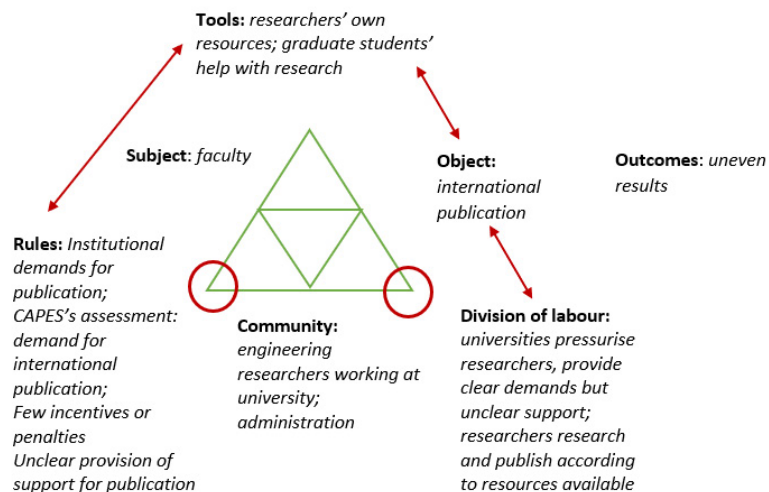 Tools: researchers' own
resources; graduate students'
help with research
Subject: faculty
Object:
international
publication
Outcomes: uneven
results
Rules: Institutional
demands for
publication;
CAPES's assessment:
demand for
international
publication;
Few incentives or
penalties
Unclear provision of
support for publication
Community:
engineering
researchers working at
university;
administration
Division of labour:
universities pressurise
researchers, provide
clear demands but
unclear support;
researchers research
and publish according
to resources available